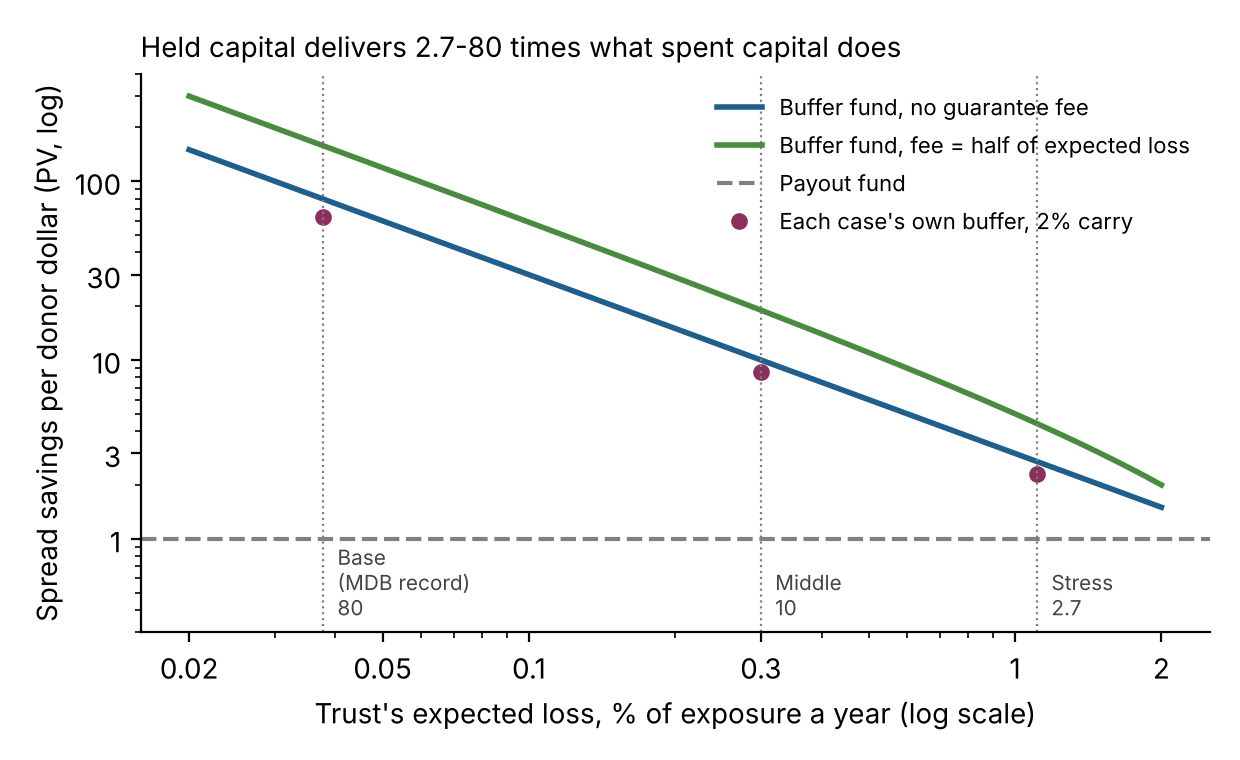 Held capital delivers 2.7-80 times what spent capital does
Spread savings per donor dollar (PV, log)
100
30
10
3
1
Buffer fund, no guarantee fee
Buffer fund, fee = half of expected loss
Payout fund
Each case's own buffer, 2% carry
Base
(MDB record)
80
Middle
10
Stress
2.7
0.02
0.05
0.1
0.3
1
2
Trust's expected loss, % of exposure a year (log scale)